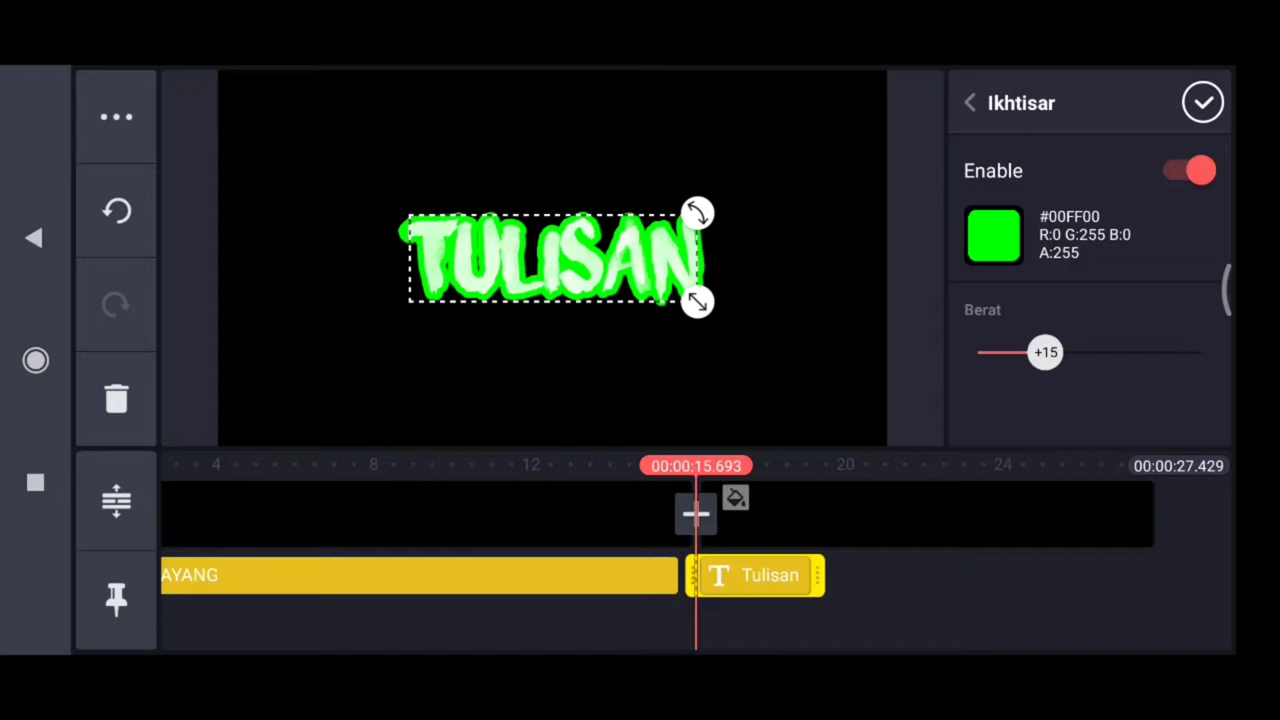 Ikhtisar
Enable
#00FF00
R:0 G:255 B:0
A:255
Berat
+15
TULISAN
4 8 12 00:00:15.693 20 24 00:00:27.429
AYANG
T Tulisan